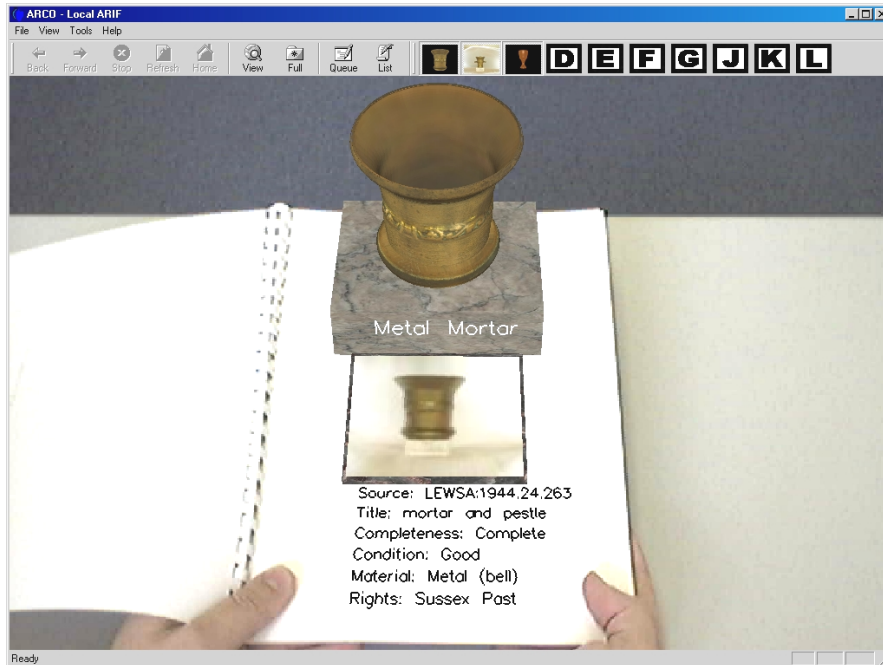 ARCO - Local ARIF
File View Tools Help
Back Forward Stop Refresh Home View Full Queue List D E F G J K L
Metal Mortar
Source: LEWSA:1944.24.263
Title: mortar and pestle
Completeness: Complete
Condition: Good
Material: Metal (bell)
Rights: Sussex Past
Ready